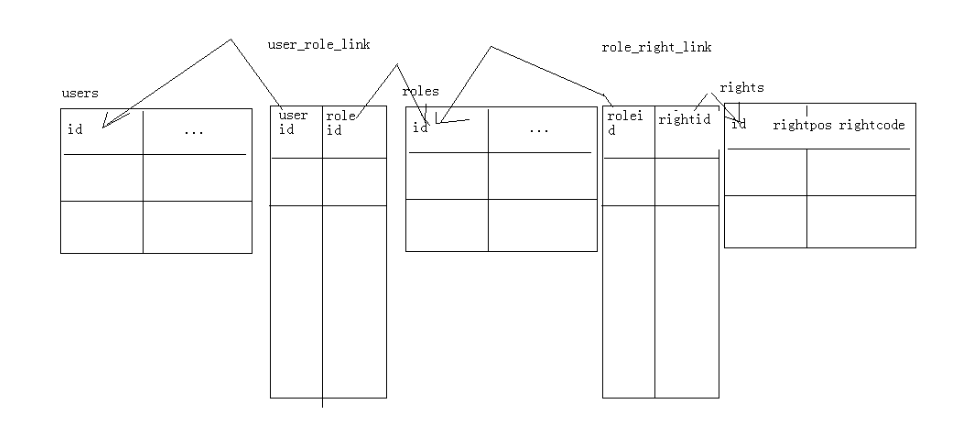 user_role_link
role_right_link
users
roles
rights
id
...
user
id
role
id
id
...
rolei
d
rightid
id
rightpos rightcode